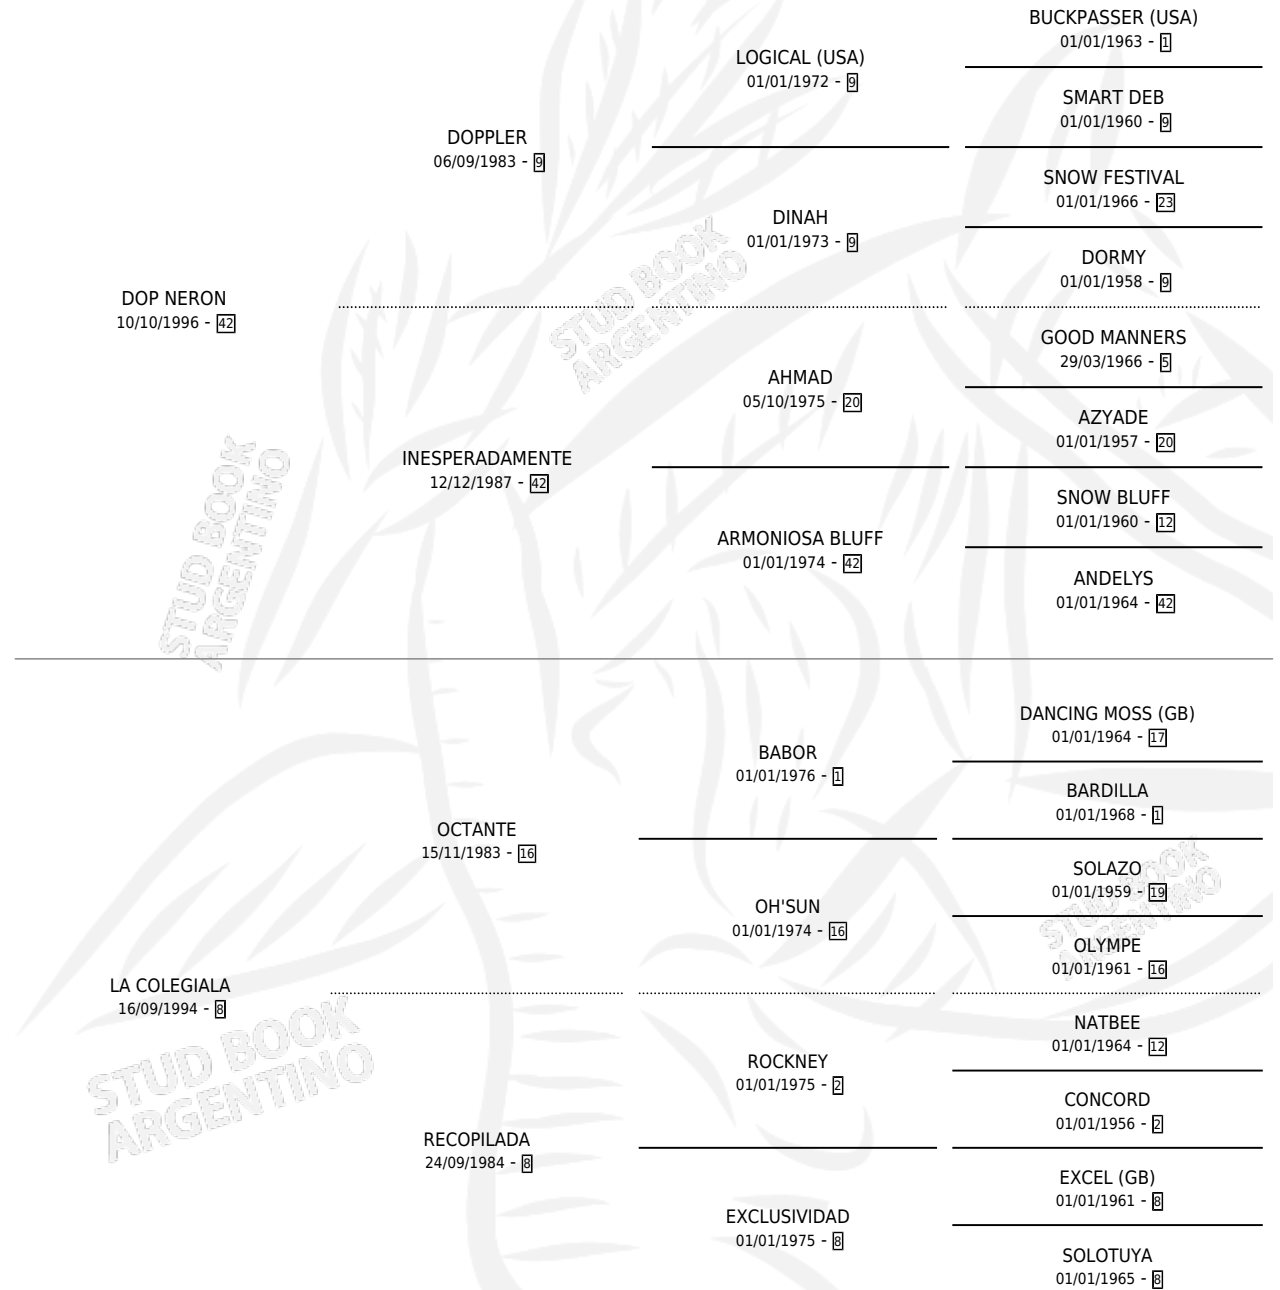 BUCKPASSER (USA)
01/01/1963 - 1
LOGICAL (USA)
01/01/1972 - 9
SMART DEB
01/01/1960 - 9
DOPPLER
06/09/1983 - 9
SNOW FESTIVAL
01/01/1966 - 23
DINAH
01/01/1973 - 9
DORMY
01/01/1958 - 9
DOP NERON
10/10/1996 - 42
GOOD MANNERS
29/03/1966 - 5
AHMAD
05/10/1975 - 20
AZYADE
01/01/1957 - 20
INESPERADAMENTE
12/12/1987 - 42
SNOW BLUFF
01/01/1960 - 12
ARMONIOSA BLUFF
01/01/1974 - 42
ANDELYS
01/01/1964 - 42
DANCING MOSS (GB)
01/01/1964 - 17
BABOR
01/01/1976 - 1
BARDILLA
01/01/1968 - 1
OCTANTE
15/11/1983 - 16
SOLAZO
01/01/1959 - 19
OH'SUN
01/01/1974 - 16
OLYMPE
01/01/1961 - 16
LA COLEGIALA
16/09/1994 - 8
NATBEE
01/01/1964 - 12
ROCKNEY
01/01/1975 - 2
CONCORD
01/01/1956 - 2
RECOPILADA
24/09/1984 - 8
EXCEL (GB)
01/01/1961 - 8
EXCLUSIVIDAD
01/01/1975 - 8
SOLOTUYA
01/01/1965 - 8
STUD BOOK
ARGENTINO
STUD BOOK
ARGENTINO
STUD BOOK
ARGENTINO
STUD BOOK
ARGENTINO